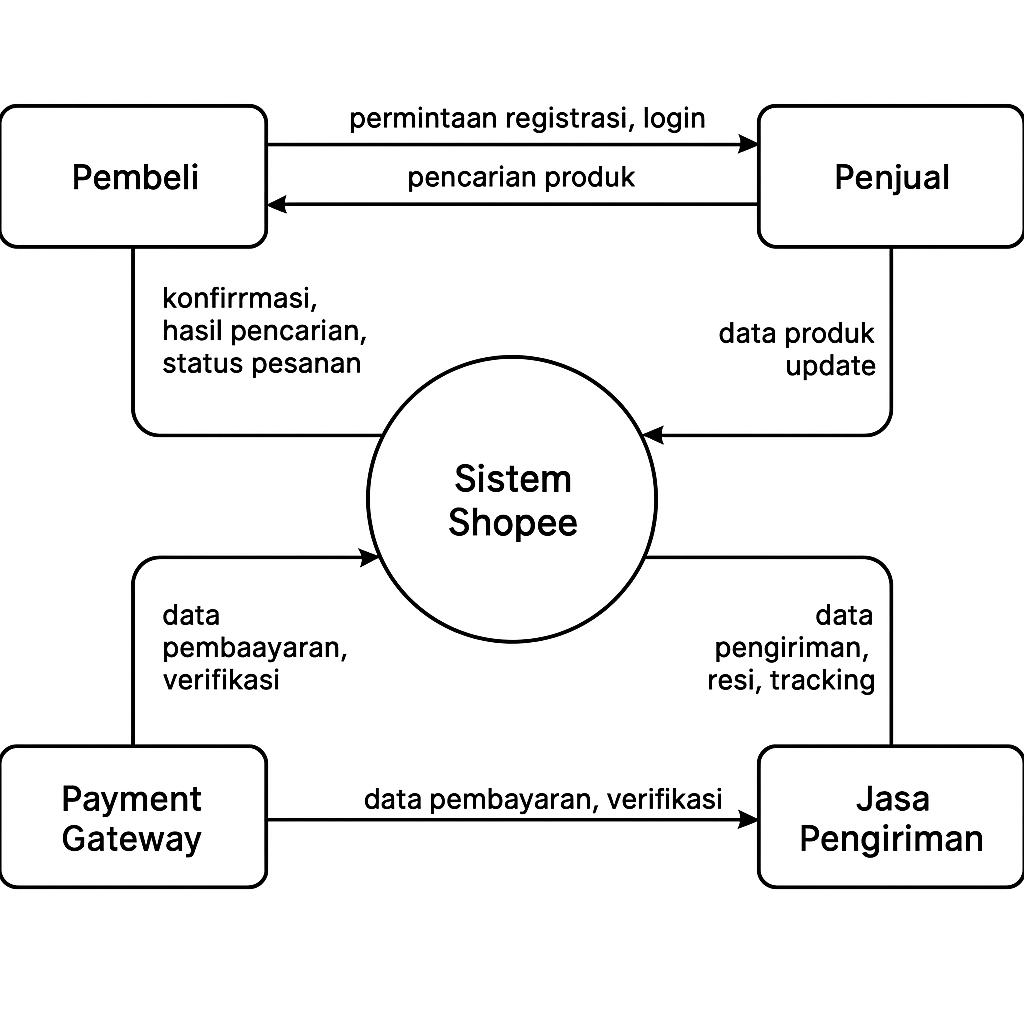 permintaan registrasi, login
Pembeli
pencarian produk
Penjual
konfirrmasi,
hasil pencarian,
status pesanan
data produk
update
Sistem
Shopee
data
pembaayaran,
verifikasi
data
pengiriman,
resi, tracking
Payment
Gateway
data pembayaran, verifikasi
Jasa
Pengiriman